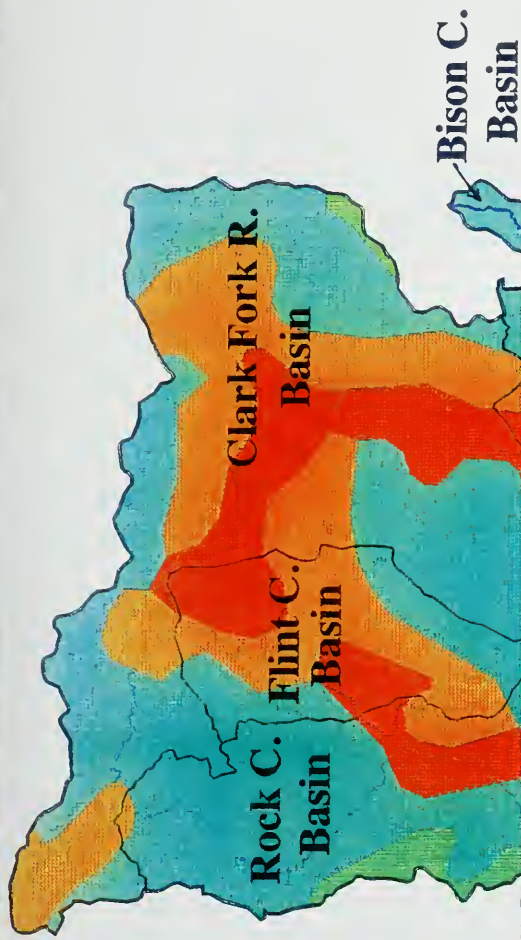 Bison C.
Basin
Clark Fork R.
Basin
Flint C.
Basin
Rock C.
Basin